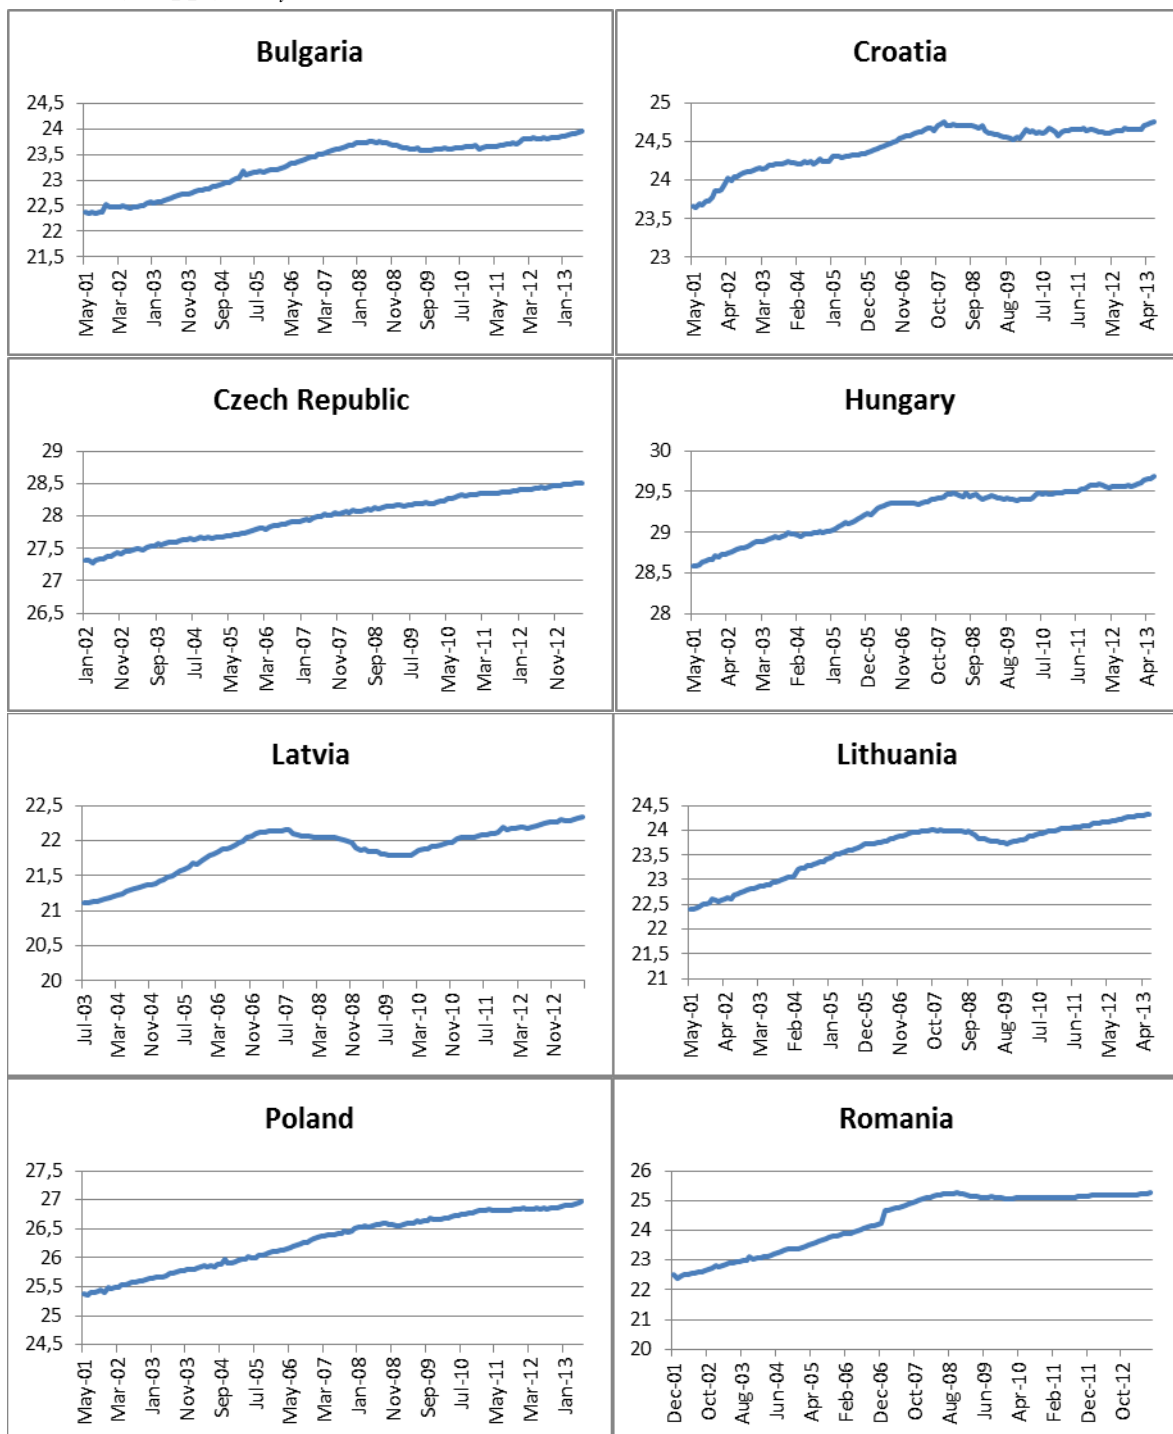 Bulgaria
24,5
24
23,5
23
22,5
22
21,5
May-01
Mar-02
Jan-03
Nov-03
Sep-04
Jul-05
May-06
Mar-07
Jan-08
Nov-08
Sep-09
Jul-10
May-11
Mar-12
Jan-13
Croatia
25
24,5
24
23,5
23
May-01
Apr-02
Mar-03
Feb-04
Jan-05
Dec-05
Nov-06
Oct-07
Sep-08
Aug-09
Jul-10
Jun-11
May-12
Apr-13
Czech Republic
29
28,5
28
27,5
27
26,5
Jan-02
Nov-02
Sep-03
Jul-04
May-05
Mar-06
Jan-07
Nov-07
Sep-08
Jul-09
May-10
Mar-11
Jan-12
Nov-12
Hungary
30
29,5
29
28,5
28
May-01
Apr-02
Mar-03
Feb-04
Jan-05
Dec-05
Nov-06
Oct-07
Sep-08
Aug-09
Jul-10
Jun-11
May-12
Apr-13
Latvia
22,5
22
21,5
21
20,5
20
Jul-03
Mar-04
Nov-04
Jul-05
Mar-06
Nov-06
Jul-07
Mar-08
Nov-08
Jul-09
Mar-10
Nov-10
Jul-11
Mar-12
Nov-12
Lithuania
24,5
24
23,5
23
22,5
22
21,5
21
May-01
Apr-02
Mar-03
Feb-04
Jan-05
Dec-05
Nov-06
Oct-07
Sep-08
Aug-09
Jul-10
Jun-11
May-12
Apr-13
Poland
27,5
27
26,5
26
25,5
25
24,5
May-01
Mar-02
Jan-03
Nov-03
Sep-04
Jul-05
May-06
Mar-07
Jan-08
Nov-08
Sep-09
Jul-10
May-11
Mar-12
Jan-13
Romania
26
25
24
23
22
21
20
Dec-01
Oct-02
Aug-03
Jun-04
Apr-05
Feb-06
Dec-06
Oct-07
Aug-08
Jun-09
Apr-10
Feb-11
Dec-11
Oct-12